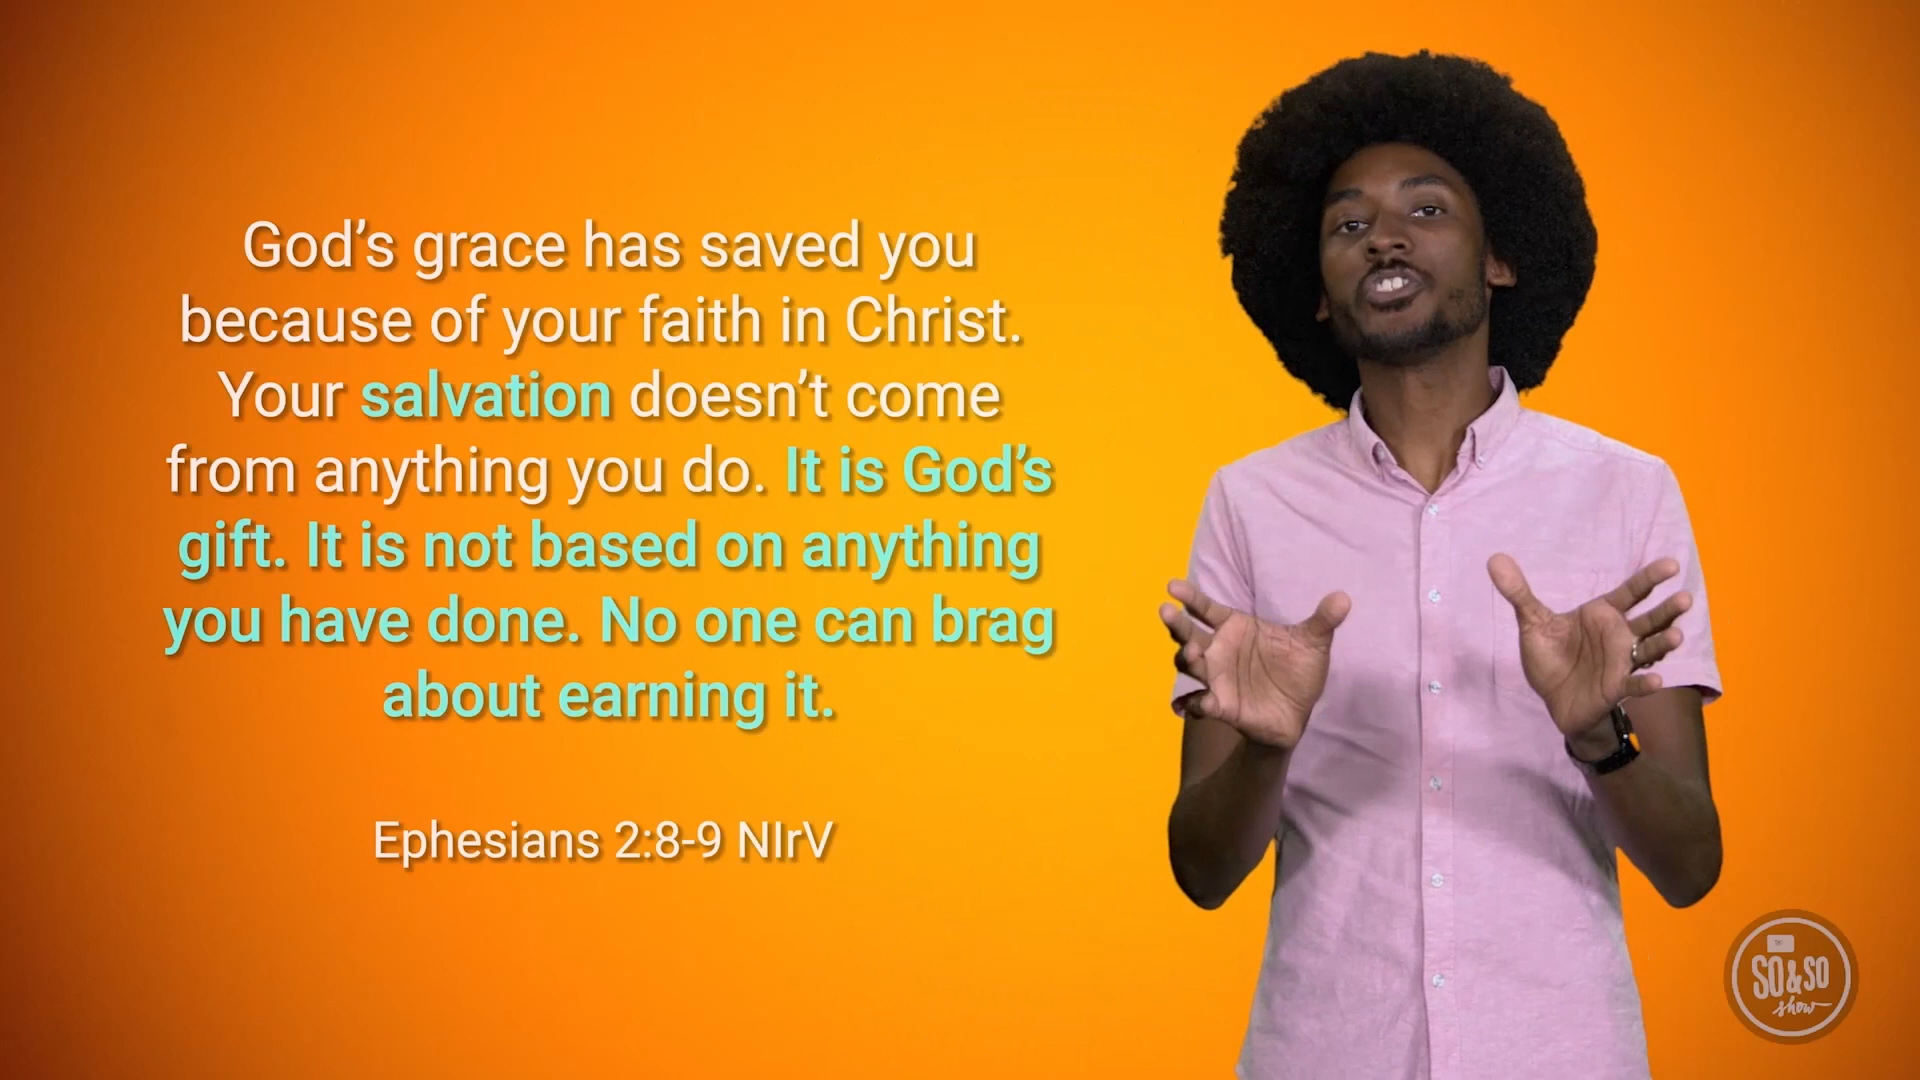 God’s grace has saved you
because of your faith in Christ.
Your salvation doesn’t come
from anything you do. It is God’s
gift. It is not based on anything
you have done. No one can brag
about earning it.
Ephesians 2:8-9 NIrV
SO & SO
show